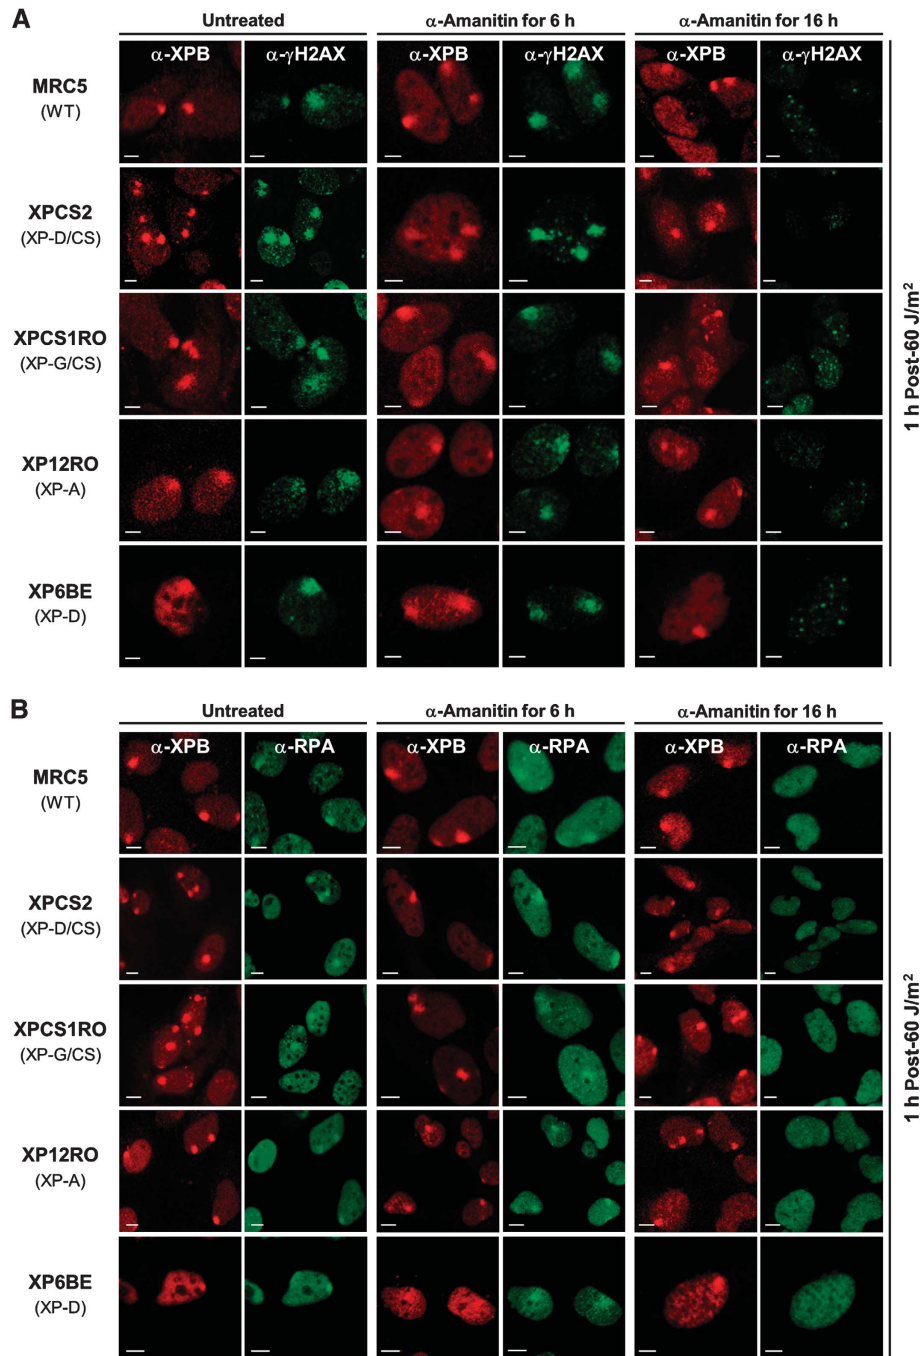 A
Untreated
α-Amanitin for 6 h
α-Amanitin for 16 h
α-XPB
α-γH2AX
α-XPB
α-γH2AX
α-XPB
α-γH2AX
MRC5
(WT)
XPCS2
(XP-D/CS)
XPCS1RO
(XP-G/CS)
XP12RO
(XP-A)
XP6BE
(XP-D)
1 h Post-60 J/m²
B
Untreated
α-Amanitin for 6 h
α-Amanitin for 16 h
α-XPB
α-RPA
α-XPB
α-RPA
α-XPB
α-RPA
MRC5
(WT)
XPCS2
(XP-D/CS)
XPCS1RO
(XP-G/CS)
XP12RO
(XP-A)
XP6BE
(XP-D)
1 h Post-60 J/m²